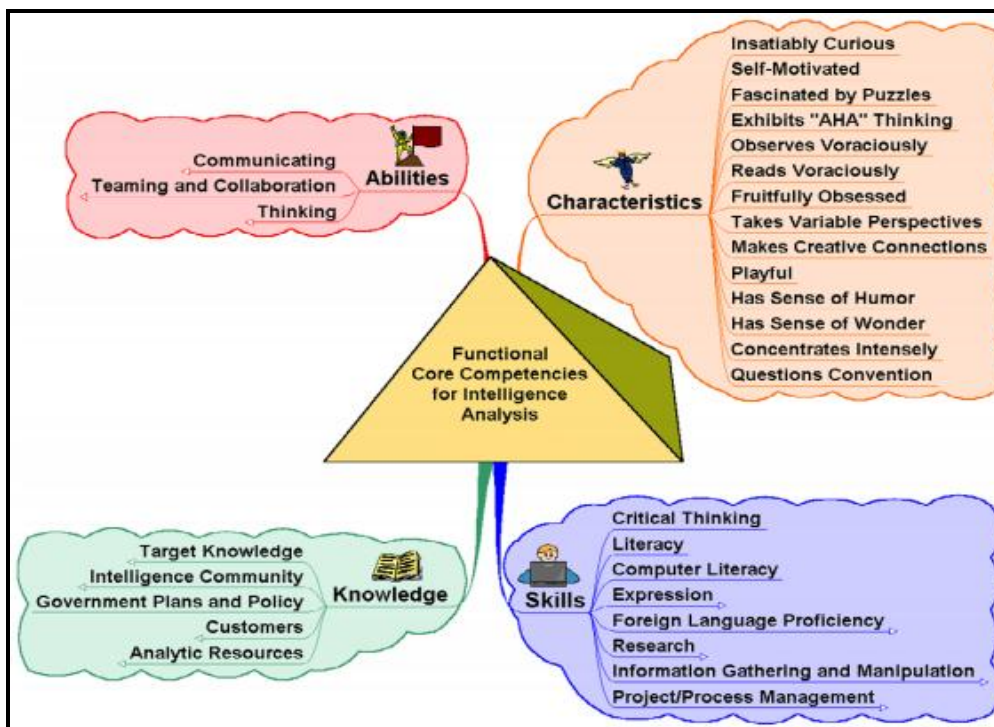 Communicating
Teaming and Collaboration
Thinking
Abilities
Insatiably Curious
Self-Motivated
Fascinated by Puzzles
Exhibits "AHA" Thinking
Observes Voraciously
Reads Voraciously
Fruitfully Obsessed
Takes Variable Perspectives
Makes Creative Connections
Playful
Has Sense of Humor
Has Sense of Wonder
Concentrates Intensely
Questions Convention
Characteristics
Functional
Core Competencies
for Intelligence
Analysis
Target Knowledge
Intelligence Community
Government Plans and Policy
Customers
Analytic Resources
Knowledge
Critical Thinking
Literacy
Computer Literacy
Expression
Foreign Language Proficiency
Research
Information Gathering and Manipulation
Project/Process Management
Skills